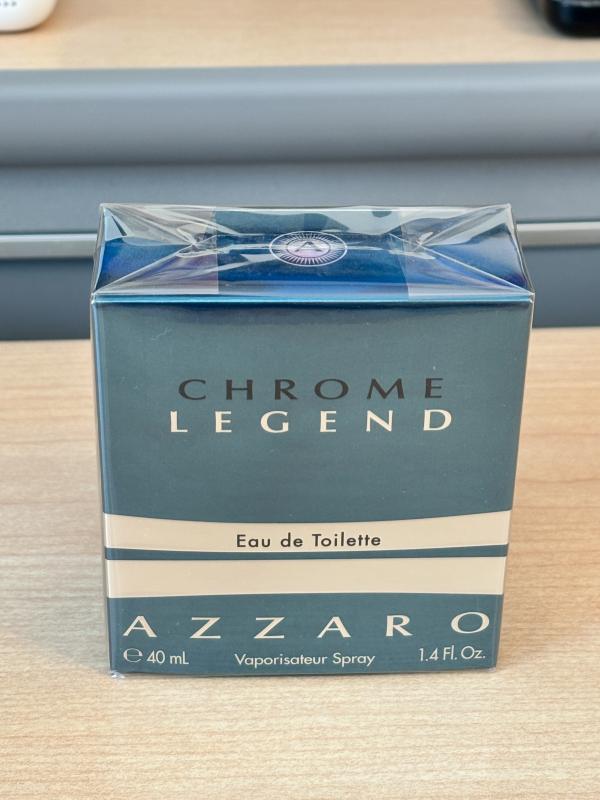 A
CHROME
LEGEND
Eau de Toilette
AZZARO
℮ 40 mL Vaporisateur Spray 1.4 Fl. Oz.